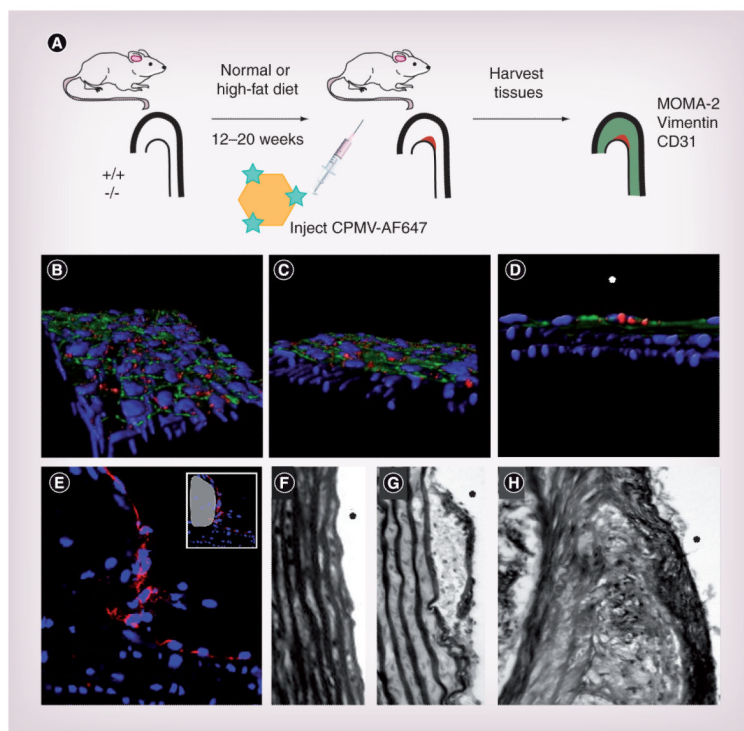 A
Normal or
high-fat diet
12–20 weeks
Harvest
tissues
MOMA-2
Vimentin
CD31
+/+
-/-
Inject CPMV-AF647
B
C
D
E
F
G
H